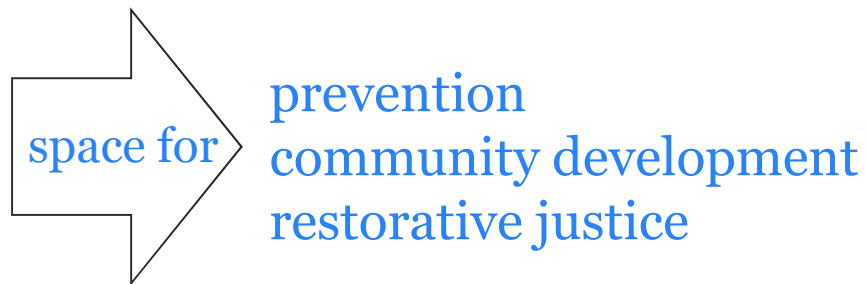 space for
prevention
community development
restorative justice